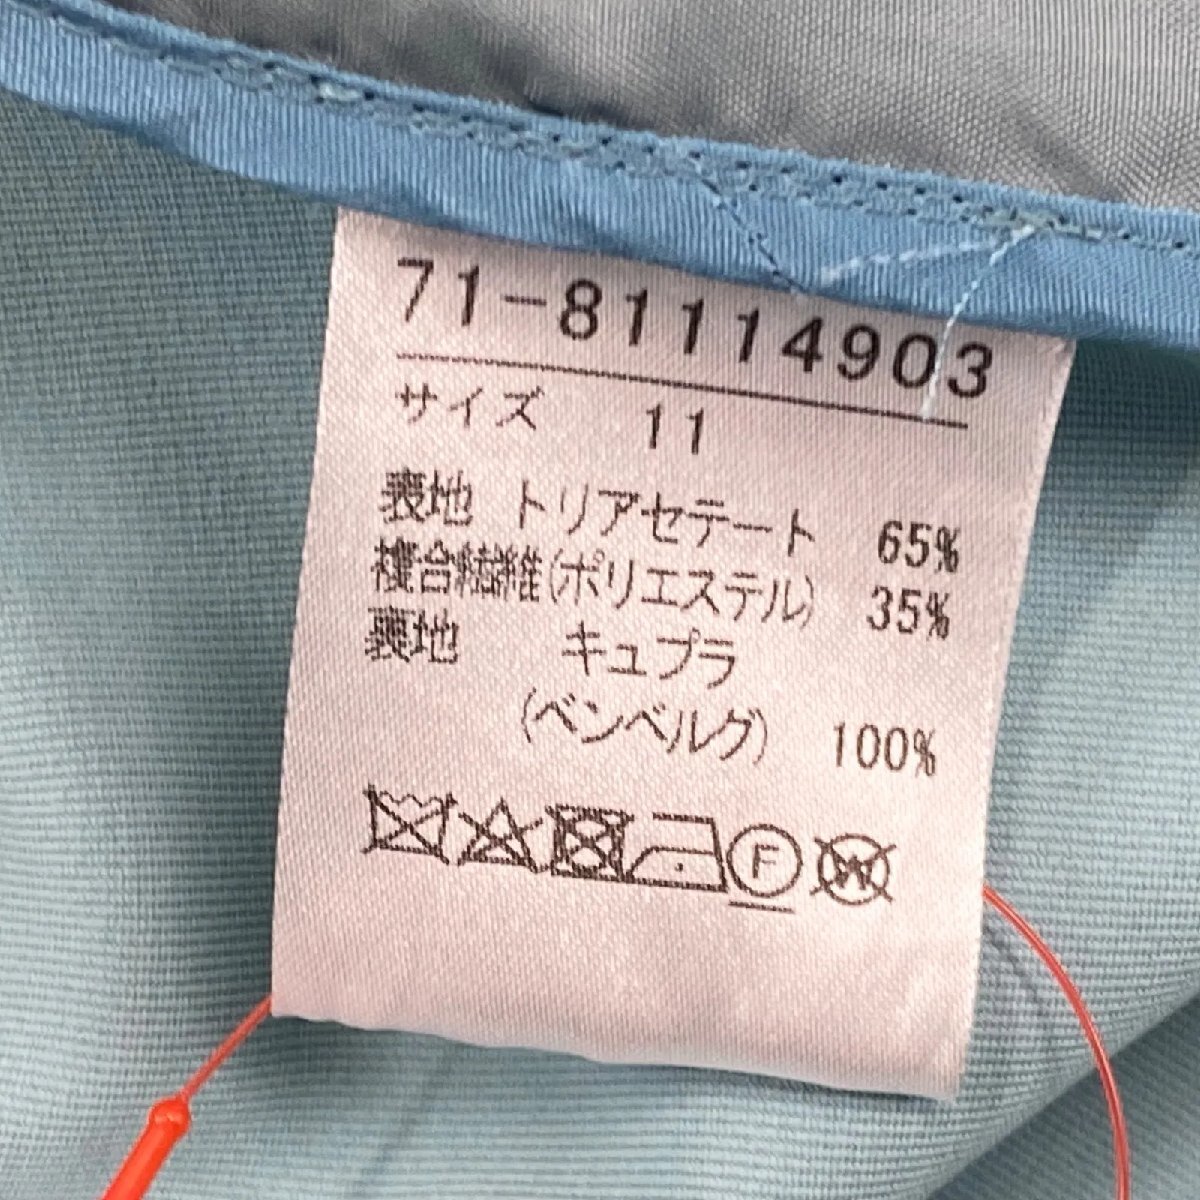 71-81114903
サイズ 11
表地 トリアセテート 65%
複合繊維(ポリエステル) 35%
裏地 キュプラ
(ベンベルグ) 100%
F W